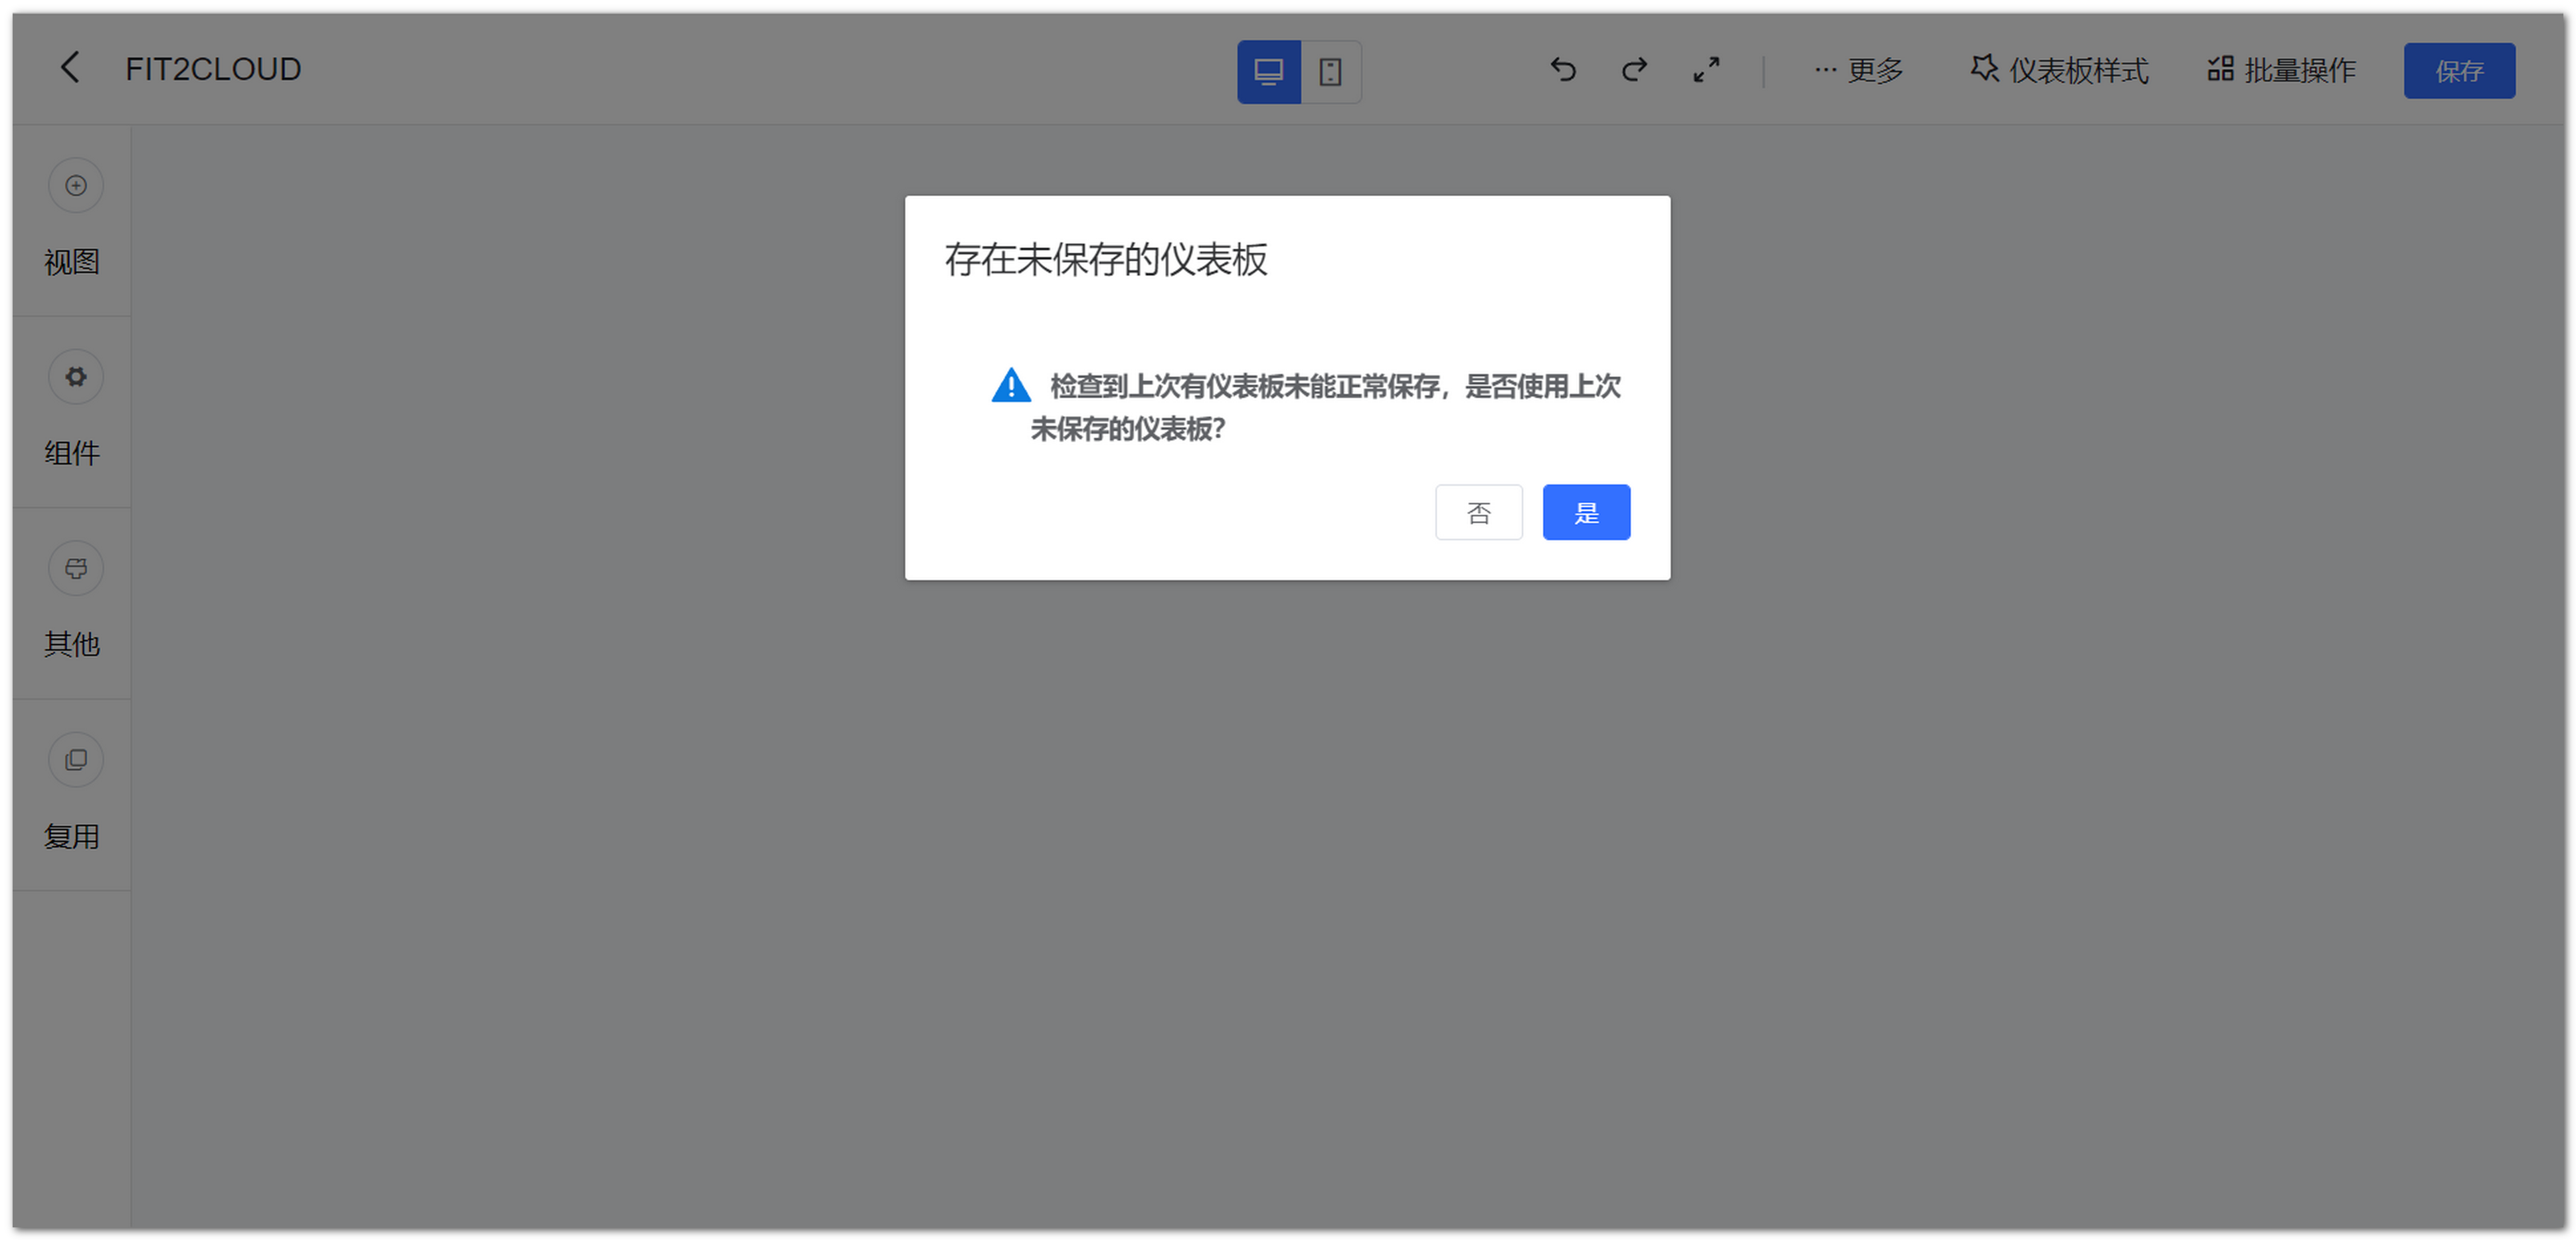 FIT2CLOUD
更多
仪表板样式
批量操作
保存
视图
组件
其他
复用
存在未保存的仪表板
检查到上次有仪表板未能正常保存，是否使用上次
未保存的仪表板？
否
是